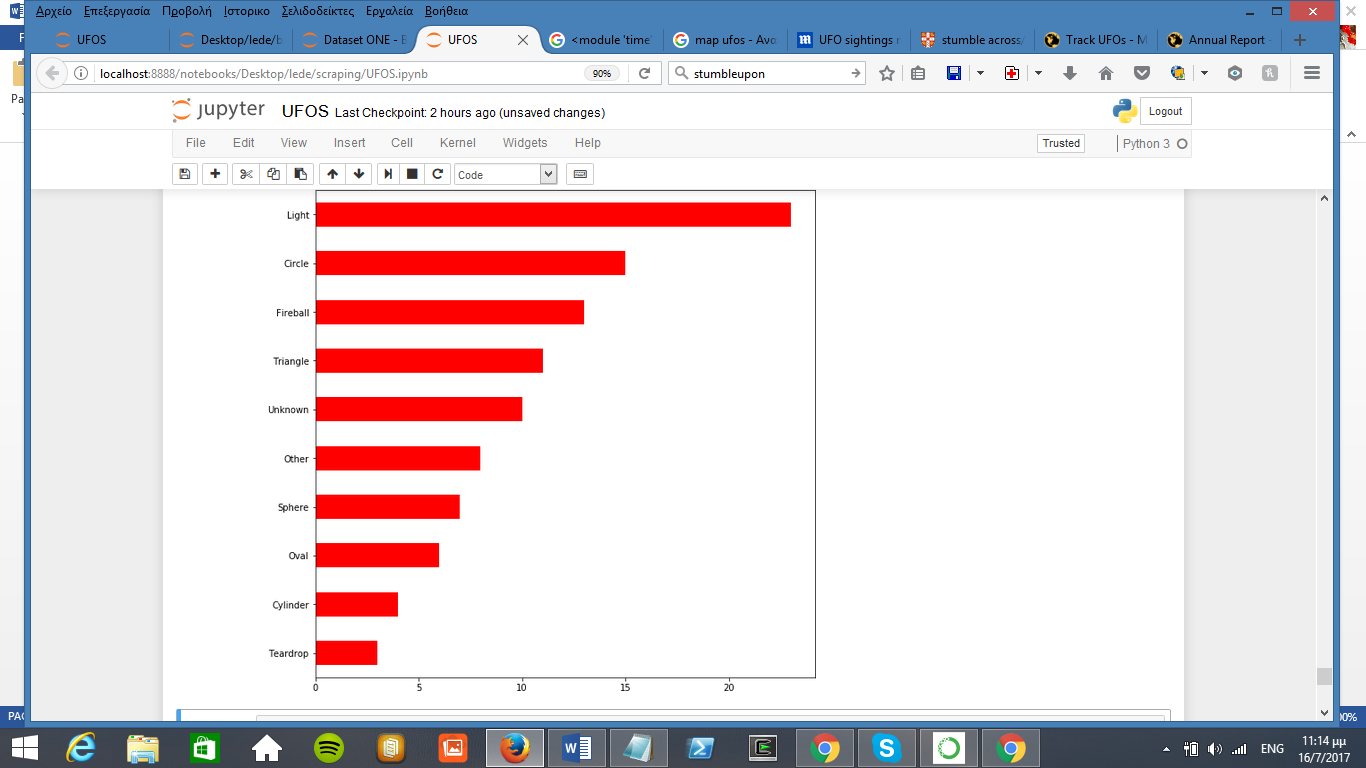 Αρχείο Επεξεργασία Προβολή Ιστορικο Σελιδοδείκτες Εργαλεία Βοήθεια
UFOS Desktop/lede/b Dataset ONE - UFOS <module 'time' map ufos - Ανα UFO sightings stumble across/ Track UFOs - M Annual Report -
localhost:8888/notebooks/Desktop/lede/scraping/UFOS.ipynb 90% stumbleupon
jupyter UFOS Last Checkpoint: 2 hours ago (unsaved changes) Logout
File Edit View Insert Cell Kernel Widgets Help Trusted Python 3
Code
Light
Circle
Fireball
Triangle
Unknown
Other
Sphere
Oval
Cylinder
Teardrop
0 5 10 15 20
ENG 11:14 μμ
16/7/2017